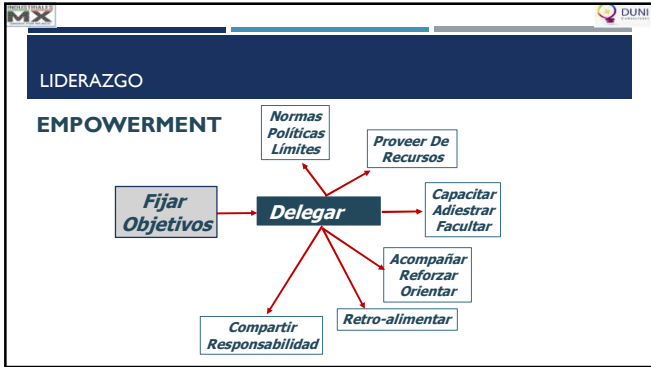 INDUSTRIALES
MX
DUNI
LIDERAZGO
EMPOWERMENT
Normas
Políticas
Límites
Proveer De
Recursos
Fijar
Objetivos
Delegar
Capacitar
Adiestrar
Facultar
Acompañar
Reforzar
Orientar
Retro-alimentar
Compartir
Responsabilidad